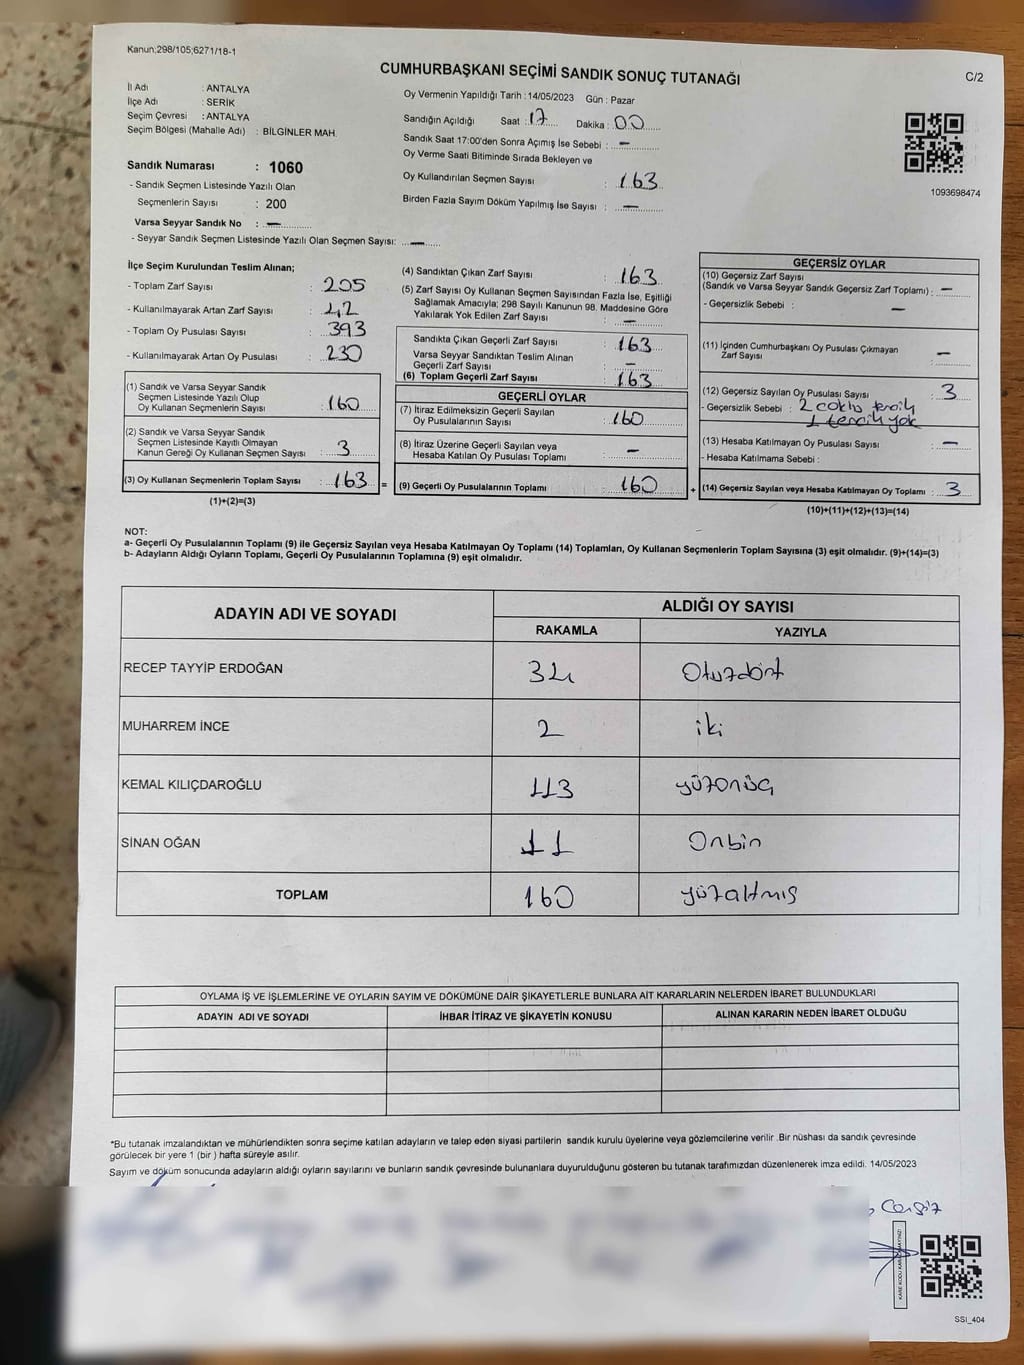 Kanun;298/105;6271/18-1
CUMHURBAŞKANI SEÇİMİ SANDIK SONUÇ TUTANAĞI
C/2
İl Adı : ANTALYA
İlçe Adı : SERİK
Seçim Çevresi : ANTALYA
Seçim Bölgesi (Mahalle Adı) : BİLGİNLER MAH.
Sandık Numarası : 1060
- Sandık Seçmen Listesinde Yazılı Olan
Seçmenlerin Sayısı : 200
Varsa Seyyar Sandık No : —
- Seyyar Sandık Seçmen Listesinde Yazılı Olan Seçmen Sayısı: —
Oy Vermenin Yapıldığı Tarih : 14/05/2023 Gün : Pazar
Sandığın Açıldığı Saat : 17 Dakika : 00
Sandık Saat 17:00'den Sonra Açımış İse Sebebi : —
Oy Verme Saati Bitiminde Sırada Bekleyen ve
Oy Kullandırılan Seçmen Sayısı : 163
Birden Fazla Sayım Döküm Yapılmış İse Sayısı : —
1093698474
İlçe Seçim Kurulundan Teslim Alınan;
- Toplam Zarf Sayısı : 205
- Kullanılmayarak Artan Zarf Sayısı : 42
- Toplam Oy Pusulası Sayısı : 393
- Kullanılmayarak Artan Oy Pusulası : 230
(1) Sandık ve Varsa Seyyar Sandık
Seçmen Listesinde Yazılı Olup
Oy Kullanan Seçmenlerin Sayısı : 160
(2) Sandık ve Varsa Seyyar Sandık
Seçmen Listesinde Kayıtlı Olmayan
Kanun Gereği Oy Kullanan Seçmen Sayısı : 3
(3) Oy Kullanan Seçmenlerin Toplam Sayısı : 163 =
(1)+(2)=(3)
(4) Sandıktan Çıkan Zarf Sayısı : 163
(5) Zarf Sayısı Oy Kullanan Seçmen Sayısından Fazla İse, Eşitliği
Sağlamak Amacıyla; 298 Sayılı Kanunun 98. Maddesine Göre
Yakılarak Yok Edilen Zarf Sayısı : —
Sandıkta Çıkan Geçerli Zarf Sayısı : 163
Varsa Seyyar Sandıktan Teslim Alınan
Geçerli Zarf Sayısı : —
(6) Toplam Geçerli Zarf Sayısı : 163
GEÇERLİ OYLAR
(7) İtiraz Edilmeksizin Geçerli Sayılan
Oy Pusulalarının Sayısı : 160
(8) İtiraz Üzerine Geçerli Sayılan veya
Hesaba Katılan Oy Pusulası Toplamı : —
(9) Geçerli Oy Pusulalarının Toplamı : 160 +
GEÇERSİZ OYLAR
(10) Geçersiz Zarf Sayısı
(Sandık ve Varsa Seyyar Sandık Geçersiz Zarf Toplamı) : —
- Geçersizlik Sebebi : —
(11) İçinden Cumhurbaşkanı Oy Pusulası Çıkmayan
Zarf Sayısı —
(12) Geçersiz Sayılan Oy Pusulası Sayısı : 3
- Geçersizlik Sebebi : 2 coklu tercih
1 tercih yok
(13) Hesaba Katılmayan Oy Pusulası Sayısı : —
- Hesaba Katılmama Sebebi :
(14) Geçersiz Sayılan veya Hesaba Katılmayan Oy Toplamı : 3
(10)+(11)+(12)+(13)=(14)
NOT:
a- Geçerli Oy Pusulalarının Toplamı (9) ile Geçersiz Sayılan veya Hesaba Katılmayan Oy Toplamı (14) Toplamları, Oy Kullanan Seçmenlerin Toplam Sayısına (3) eşit olmalıdır. (9)+(14)=(3)
b- Adayların Aldığı Oyların Toplamı, Geçerli Oy Pusulalarının Toplamına (9) eşit olmalıdır.
ADAYIN ADI VE SOYADI ALDIĞI OY SAYISI
RAKAMLA YAZIYLA
RECEP TAYYİP ERDOĞAN 34 Otuzdört
MUHARREM İNCE 2 iki
KEMAL KILIÇDAROĞLU 113 yüzonüç
SİNAN OĞAN 11 Onbir
TOPLAM 160 yüzaltmış
OYLAMA İŞ VE İŞLEMLERİNE VE OYLARIN SAYIM VE DÖKÜMÜNE DAİR ŞİKAYETLERLE BUNLARA AİT KARARLARIN NELERDEN İBARET BULUNDUKLARI
ADAYIN ADI VE SOYADI İHBAR İTİRAZ VE ŞİKAYETİN KONUSU ALINAN KARARIN NEDEN İBARET OLDUĞU
*Bu tutanak imzalandıktan ve mühürlendikten sonra seçime katılan adayların ve talep eden siyasi partilerin sandık kurulu üyelerine veya gözlemcilerine verilir .Bir nüshası da sandık çevresinde
görülecek bir yere 1 (bir ) hafta süreyle asılır.
Sayım ve döküm sonucunda adayların aldığı oyların sayılarını ve bunların sandık çevresinde bulunanlara duyurulduğunu gösteren bu tutanak tarafımızdan düzenlenerek imza edildi. 14/05/2023
SSI_404